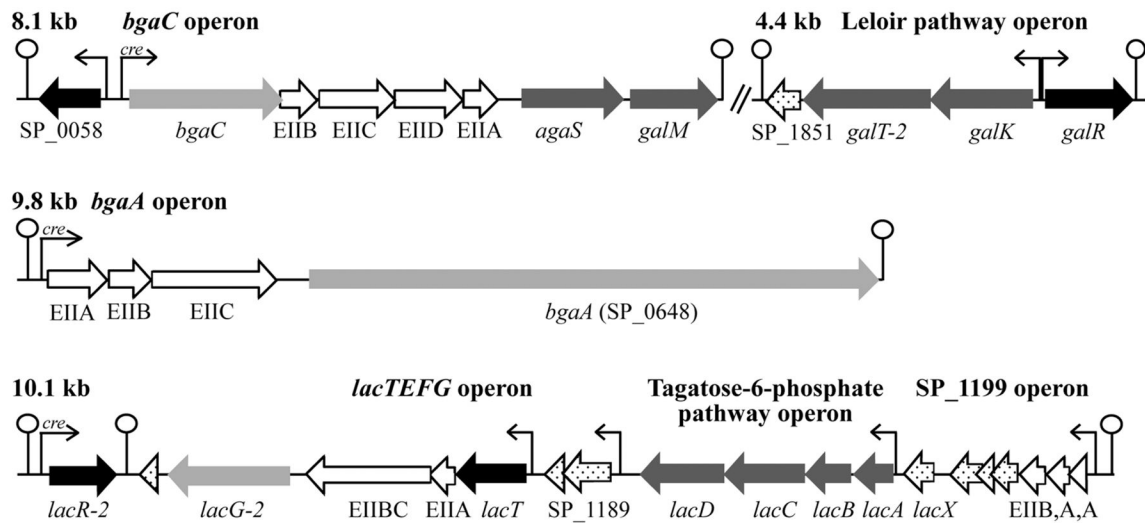 8.1 kb bgaC operon 4.4 kb Leloir pathway operon
cre
SP_0058 bgaC EIIB EIIC EIID EIIA agaS galM SP_1851 galT-2 galK galR
9.8 kb bgaA operon
cre
EIIA EIIB EIIC bgaA (SP_0648)
10.1 kb lacTEFG operon Tagatose-6-phosphate SP_1199 operon
pathway operon
cre
lacR-2 lacG-2 EIIBC EIIA lacT SP_1189 lacD lacC lacB lacA lacX EIIB,A,A